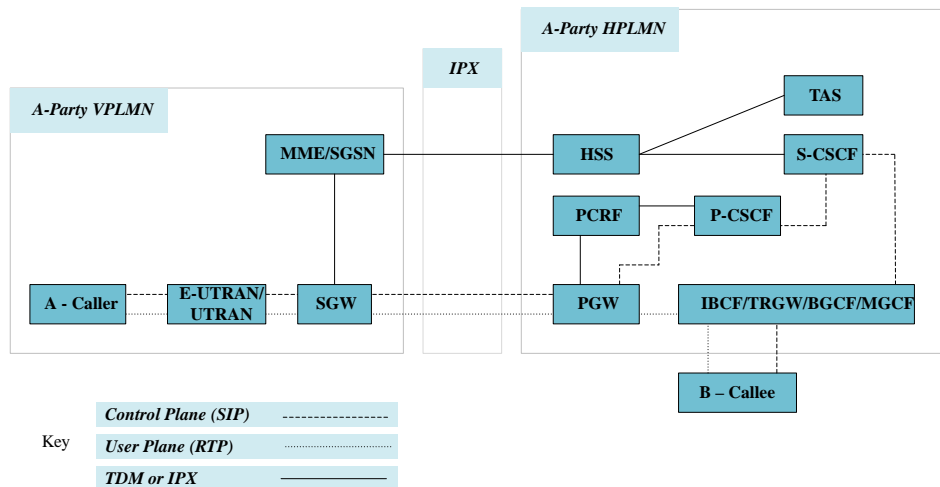 A-Party HPLMN
IPX
A-Party VPLMN
TAS
MME/SGSN
HSS
S-CSCF
PCRF
P-CSCF
A - Caller
E-UTRAN/
UTRAN
SGW
PGW
IBCF/TRGW/BGCF/MGCF
B – Callee
Key
Control Plane (SIP)
User Plane (RTP)
TDM or IPX